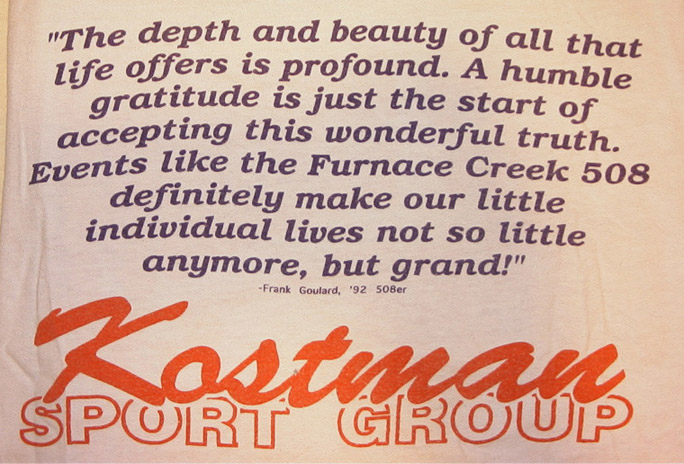 "The depth and beauty of all that
life offers is profound. A humble
gratitude is just the start of
accepting this wonderful truth.
Events like the Furnace Creek 508
definitely make our little
individual lives not so little
anymore, but grand!"
-Frank Goulard, '92 508er
Kostman
SPORT GROUP